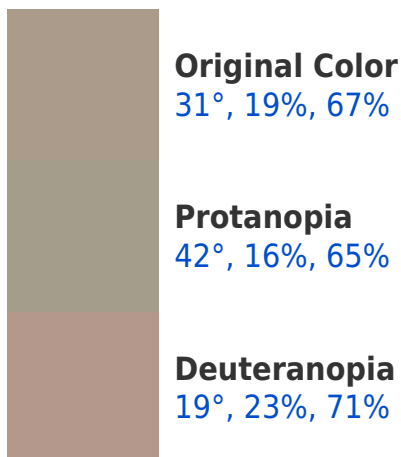 Original Color
31°, 19%, 67%
Protanopia
42°, 16%, 65%
Deuteranopia
19°, 23%, 71%